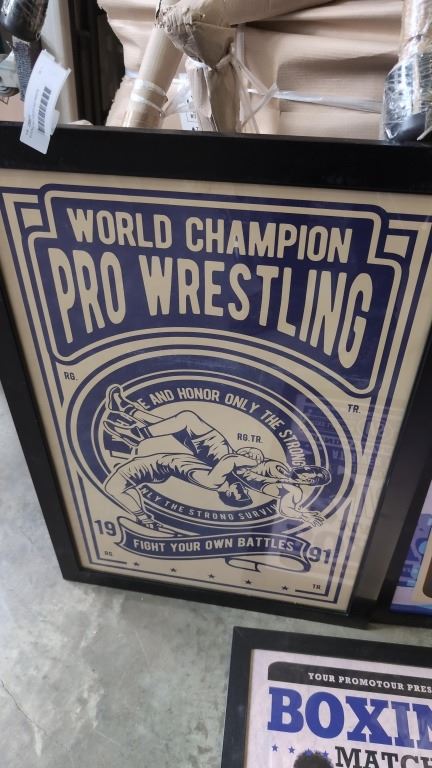 WORLD CHAMPION
PRO WRESTLING
RG.
TR.
AND HONOR ONLY THE STRONG
RG.TR.
ONLY THE STRONG SURVIV
19
91
FIGHT YOUR OWN BATTLES
RG.
TR.
YOUR PROMOTOUR PRES
BOXIN
MATCH